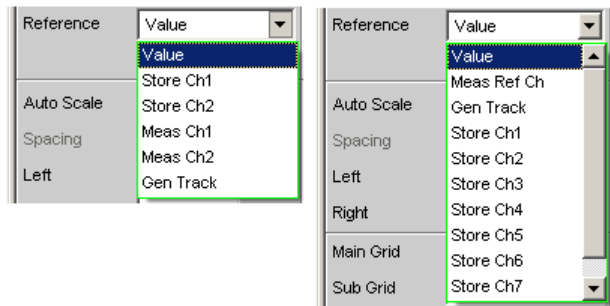 Reference Value
Value
Store Ch1
Auto Scale Store Ch2
Spacing Meas Ch1
Meas Ch2
Left Gen Track
Reference Value
Value
Meas Ref Ch
Auto Scale Gen Track
Spacing Store Ch1
Store Ch2
Left Store Ch3
Right Store Ch4
Main Grid Store Ch5
Store Ch6
Sub Grid Store Ch7